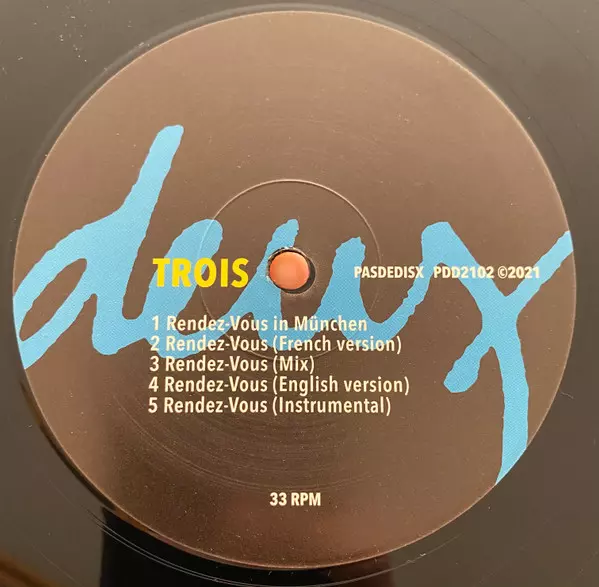 deux
TROIS
PASDEDISX PDD2102 ©2021
1 Rendez-Vous in München
2 Rendez-Vous (French version)
3 Rendez-Vous (Mix)
4 Rendez-Vous (English version)
5 Rendez-Vous (Instrumental)
33 RPM